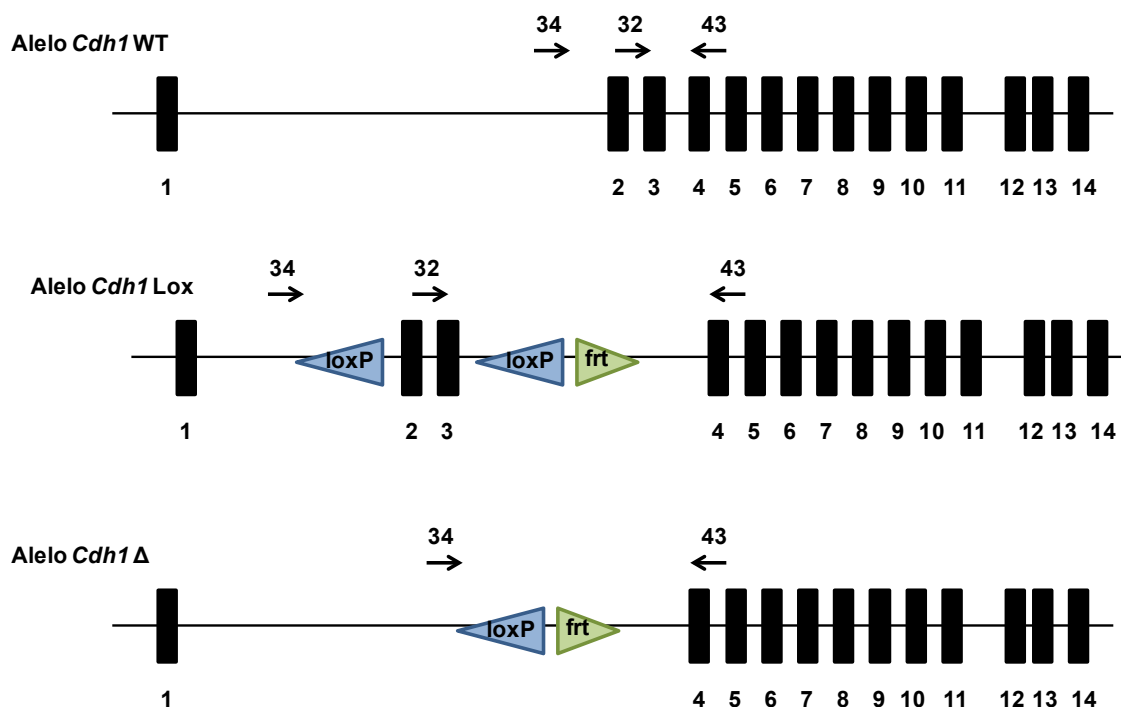 34 32 43
Alelo Cdh1 WT
1 2 3 4 5 6 7 8 9 10 11 12 13 14
34 32 43
Alelo Cdh1 Lox
loxP loxP frt
1 2 3 4 5 6 7 8 9 10 11 12 13 14
34 43
Alelo Cdh1 Δ
loxP frt
1 4 5 6 7 8 9 10 11 12 13 14